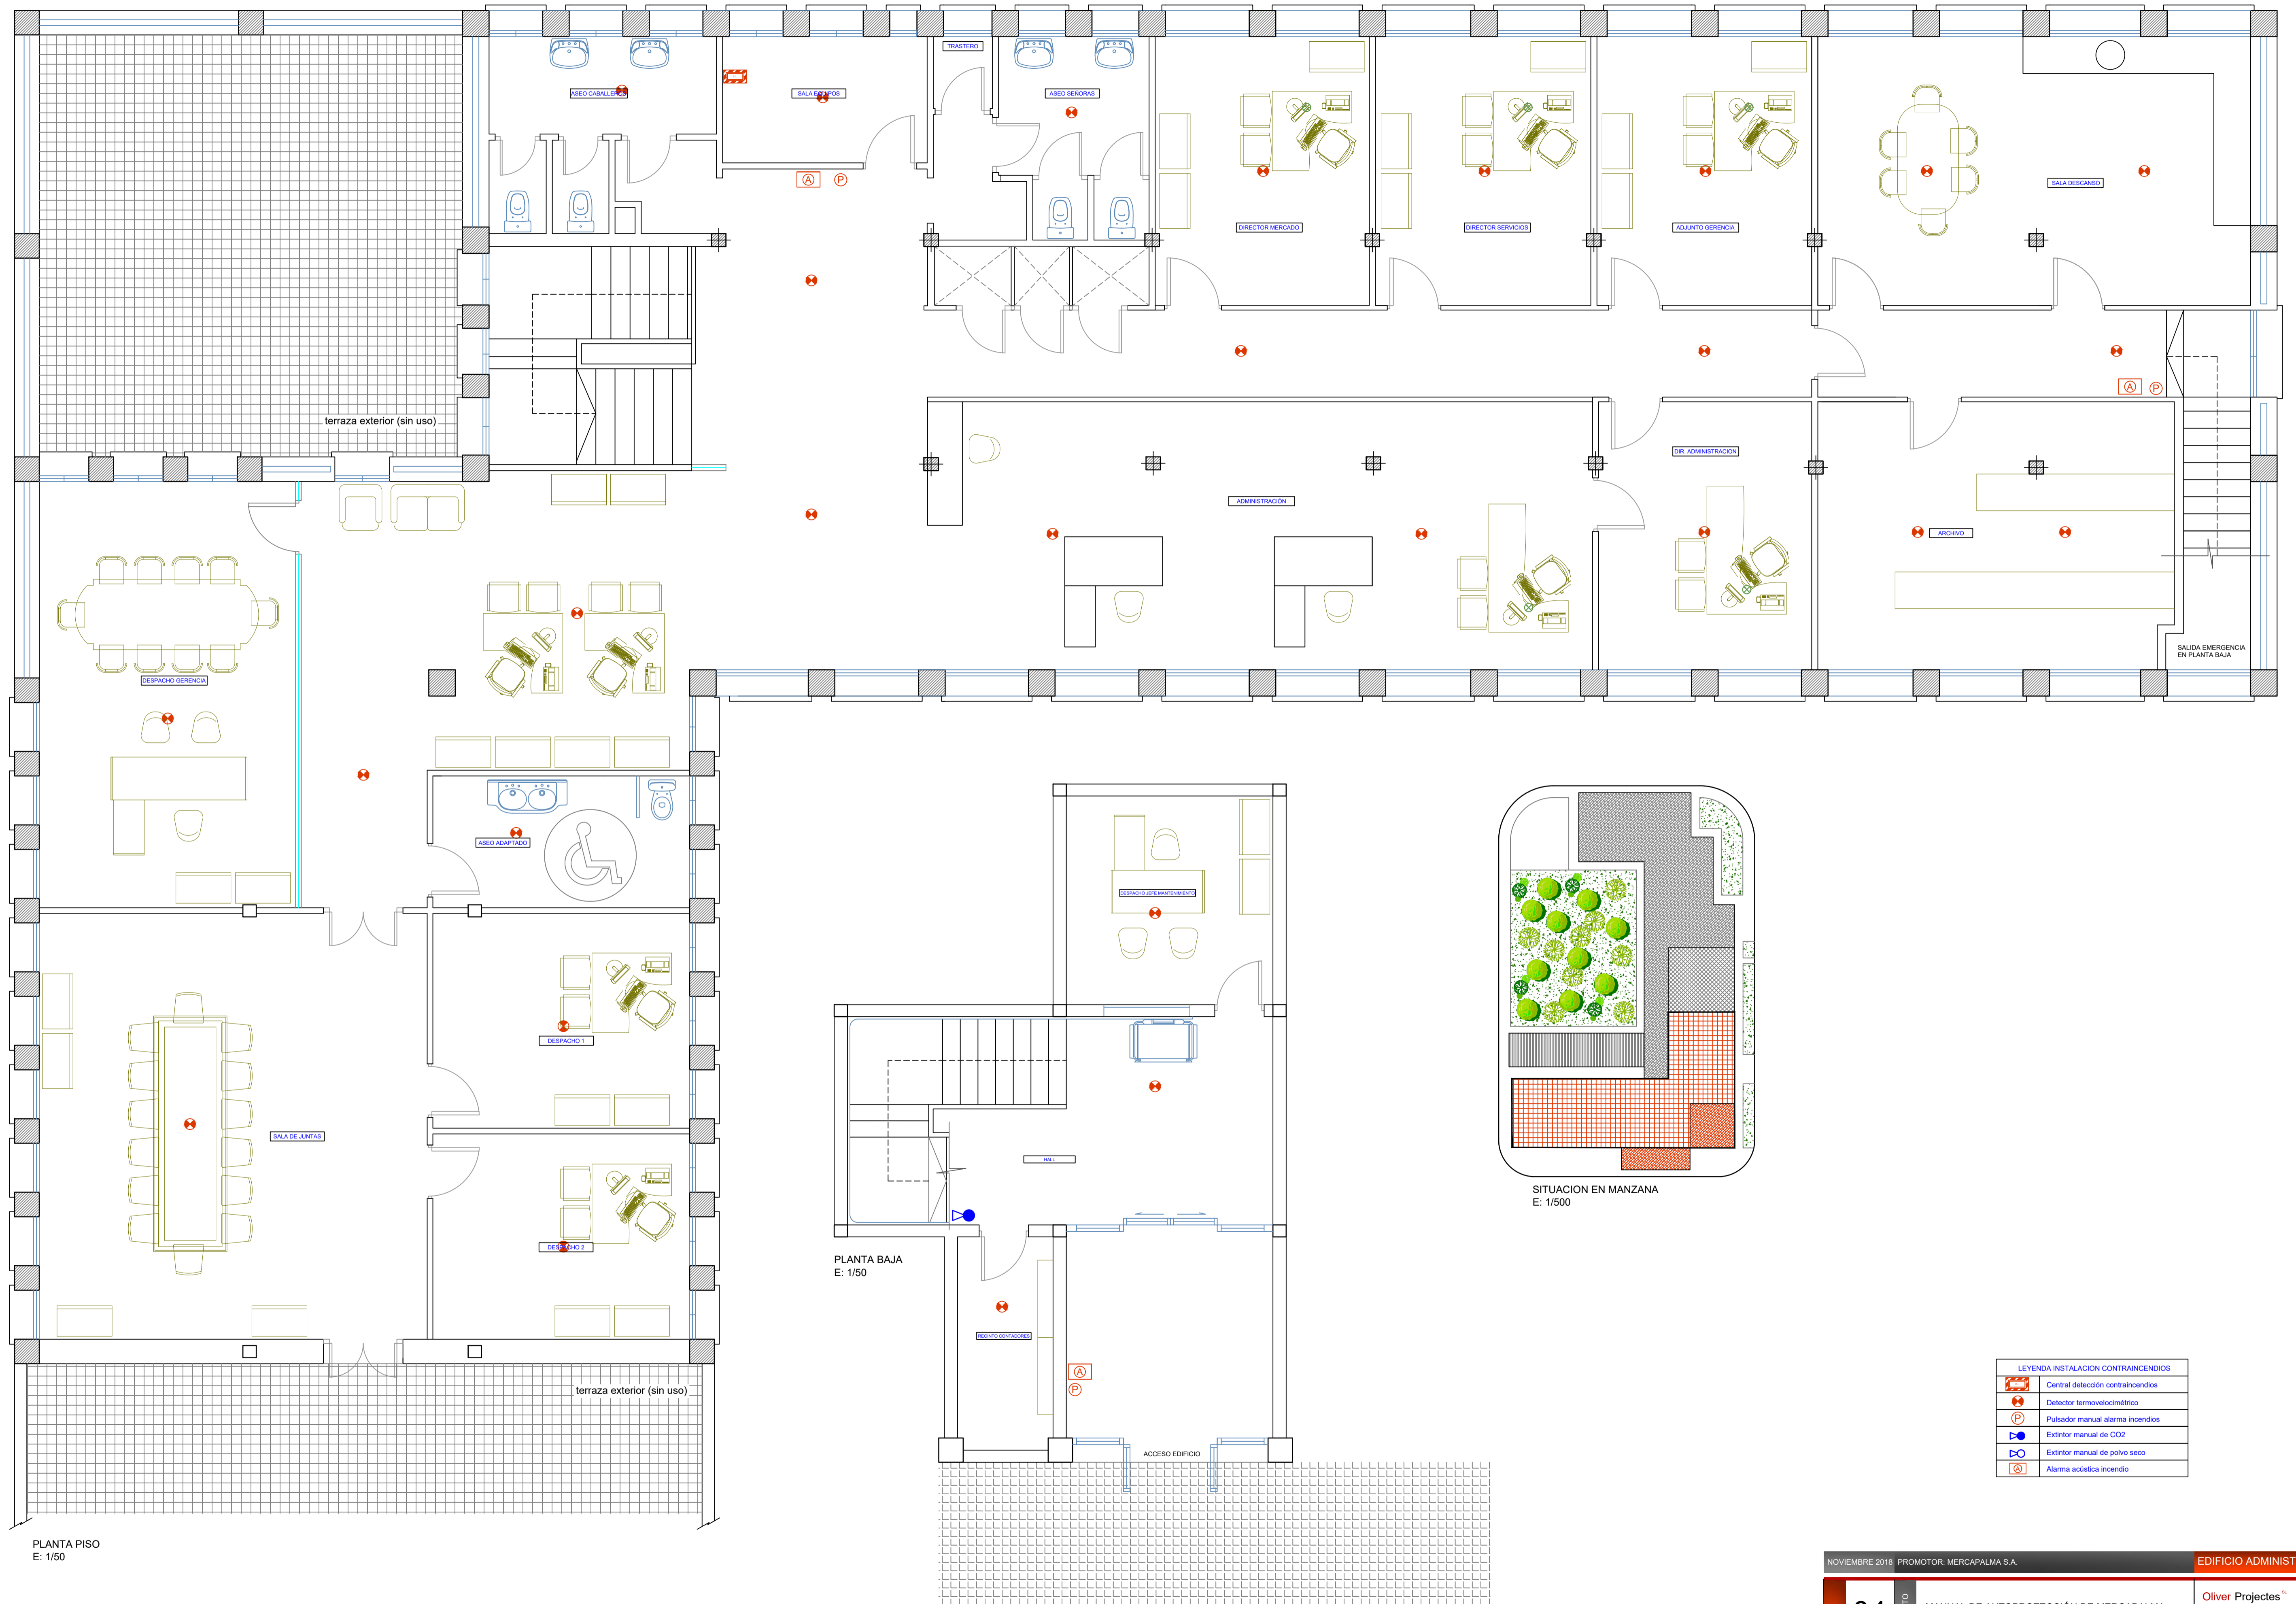 TRASTERO
ASEO CABALLEROS
SALA EQUIPOS
ASEO SEÑORAS
A P
SALA DESCANSO
DIRECTOR MERCADO
DIRECTOR SERVICIOS
ADJUNTO GERENCIA
A P
terraza exterior (sin uso)
DIR. ADMINISTRACION
ADMINISTRACIÓN
ARCHIVO
SALIDA EMERGENCIA
EN PLANTA BAJA
DESPACHO GERENCIA
ASEO ADAPTADO
DESPACHO JEFE MANTENIMIENTO
DESPACHO 1
SALA DE JUNTAS
HALL
DESPACHO 2
SITUACION EN MANZANA
E: 1/500
PLANTA BAJA
E: 1/50
RECINTO CONTADORES
A
P
terraza exterior (sin uso)
ACCESO EDIFICIO
LEYENDA INSTALACION CONTRAINCENDIOS
Central detección contraincendios
Detector termovelocimétrico
P Pulsador manual alarma incendios
Extintor manual de CO2
Extintor manual de polvo seco
A Alarma acústica incendio
PLANTA PISO
E: 1/50
NOVIEMBRE 2018 PROMOTOR: MERCAPALMA S.A. EDIFICIO ADMINIST
Oliver Projectes SL